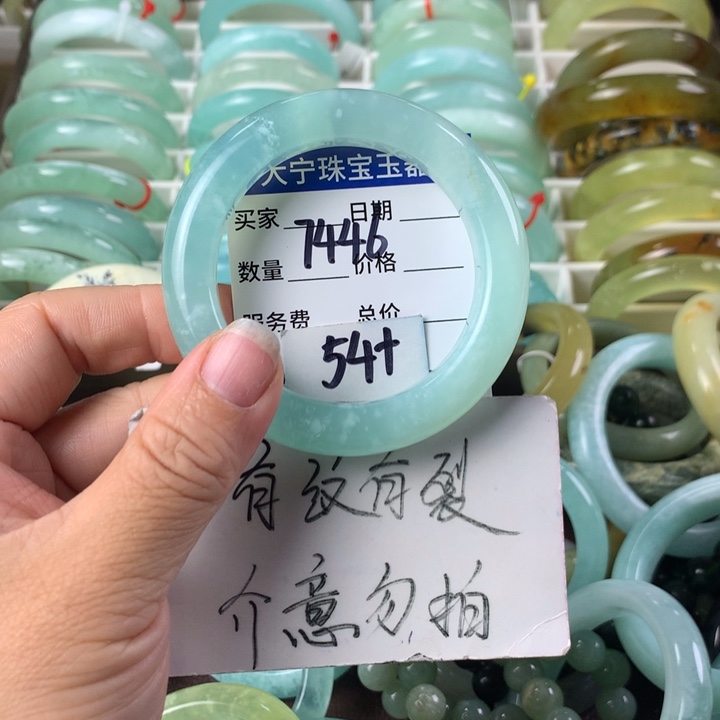 大宁珠宝玉器
买家 日期
7446
数量 价格
服务费 总价
54+
有纹有裂
介意勿拍